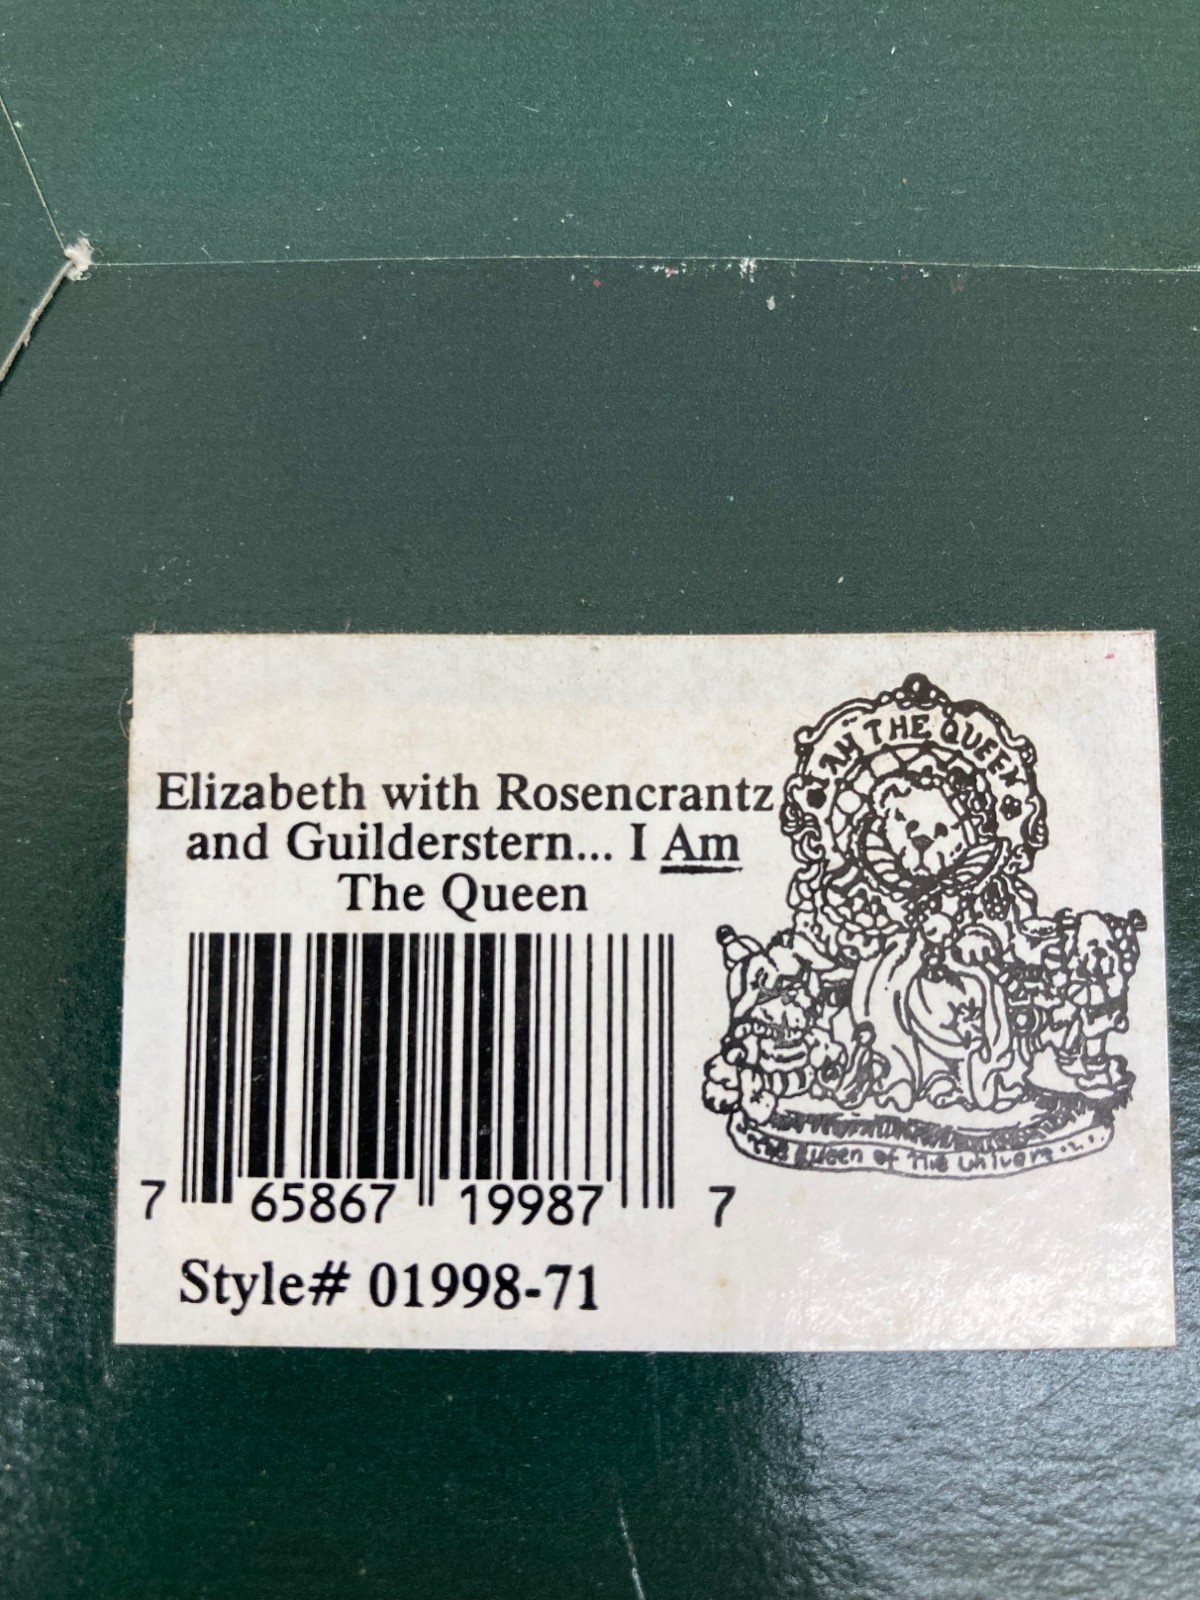 Elizabeth with Rosencrantz
and Guilderstern... I Am
The Queen
I AM THE QUEEN
Queen of The Universe...
7 65867 19987 7
Style# 01998-71